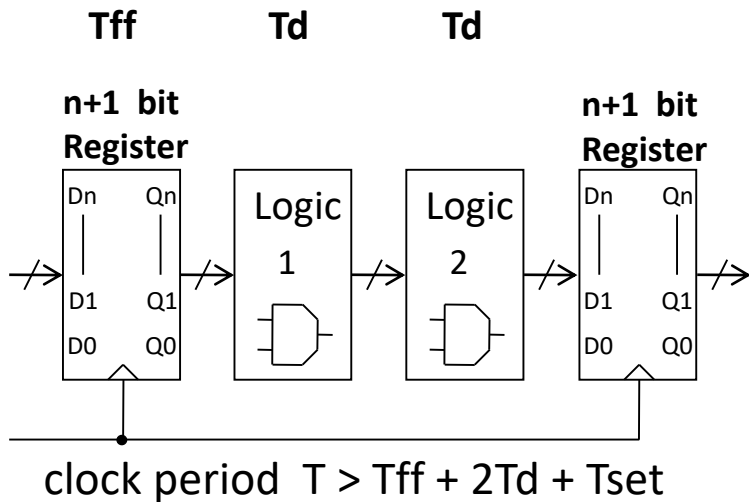 Tff Td Td
n+1 bit
Register
Dn Qn
D1 Q1
D0 Q0
Logic
1
Logic
2
n+1 bit
Register
Dn Qn
D1 Q1
D0 Q0
clock period T > Tff + 2Td + Tset